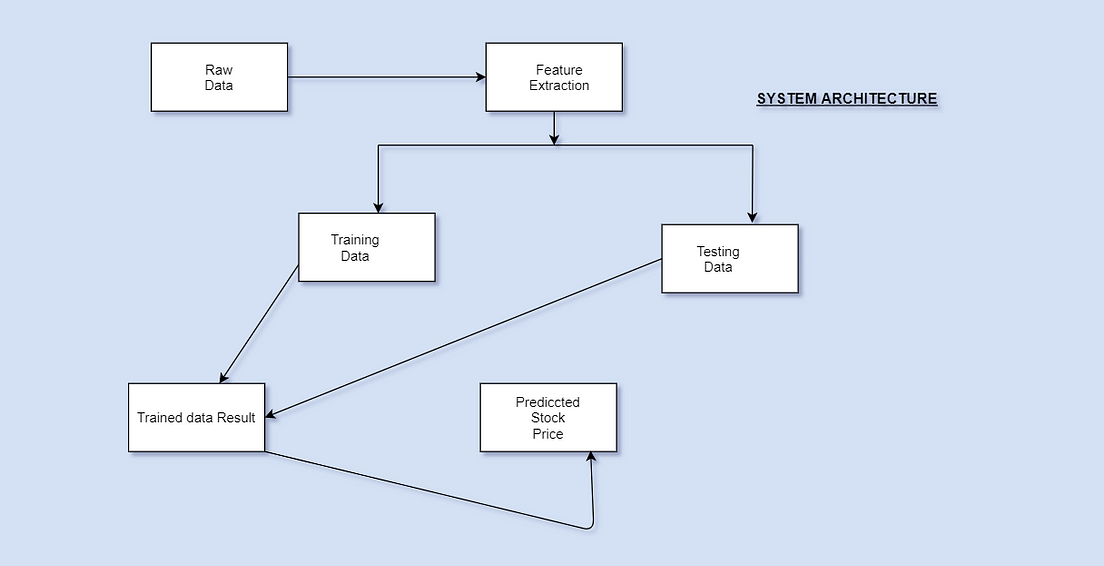 Raw
Data
Feature
Extraction
SYSTEM ARCHITECTURE
Training
Data
Testing
Data
Trained data Result
Prediccted
Stock
Price